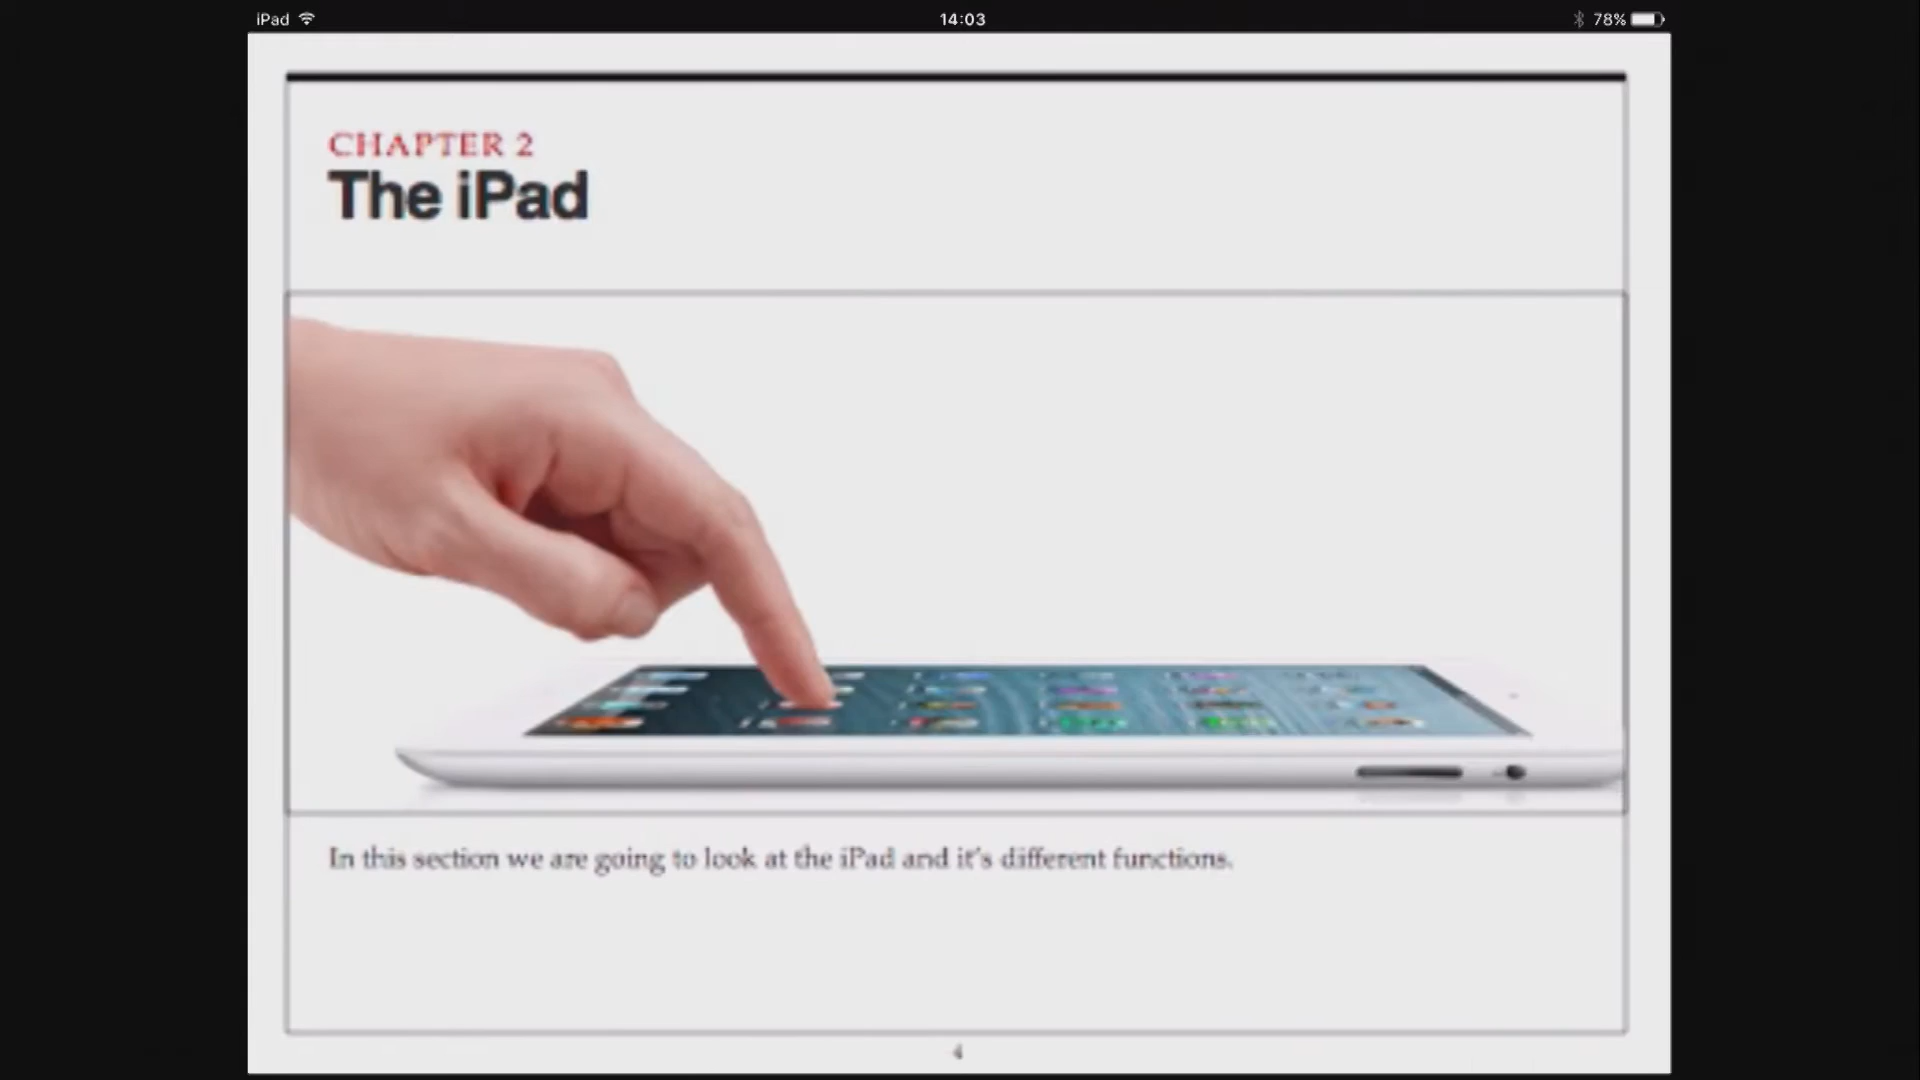 iPad
14:03
78%
CHAPTER 2
The iPad
In this section we are going to look at the iPad and it's different functions.
4